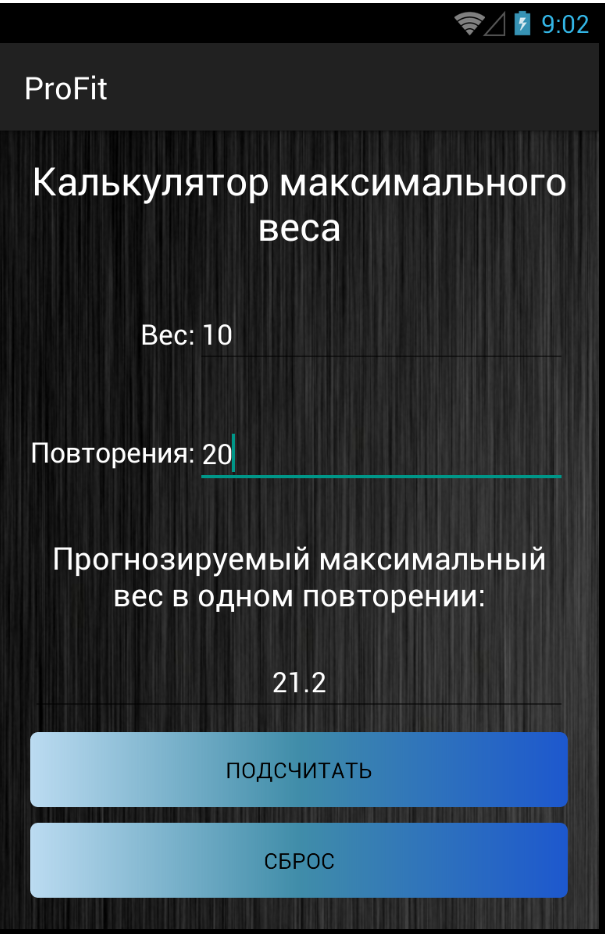 9:02
ProFit
Калькулятор максимального
веса
Вес: 10
Повторения: 20
Прогнозируемый максимальный
вес в одном повторении:
21.2
ПОДСЧИТАТЬ
СБРОС